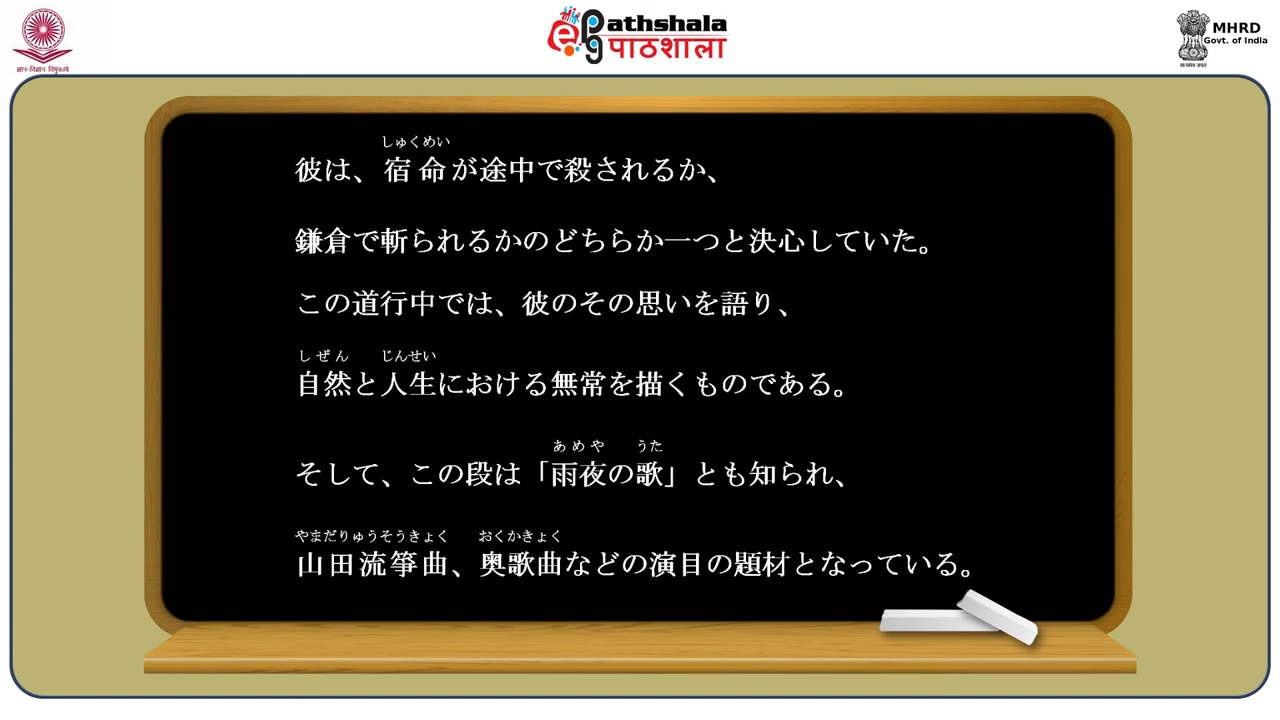 ज्ञान-विज्ञान विमुक्तये
ePathshala
पाठशाला
MHRD
Govt. of India
सत्यमेव जयते
しゅくめい
彼は、宿命が途中で殺されるか、
鎌倉で斬られるかのどちらか一つと決心していた。
この道行中では、彼のその思いを語り、
しぜん じんせい
自然と人生における無常を描くものである。
あめや うた
そして、この段は「雨夜の歌」とも知られ、
やまだりゅうそうきょく おくかきょく
山田流箏曲、奥歌曲などの演目の題材となっている。